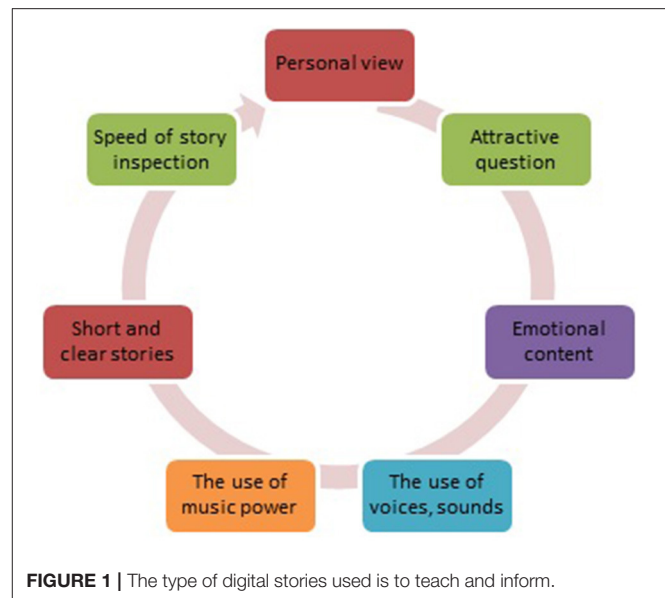 Personal view
Attractive
question
Emotional
content
The use of
voices, sounds
The use of
music power
Short and
clear stories
Speed of story
inspection
FIGURE 1 | The type of digital stories used is to teach and inform.